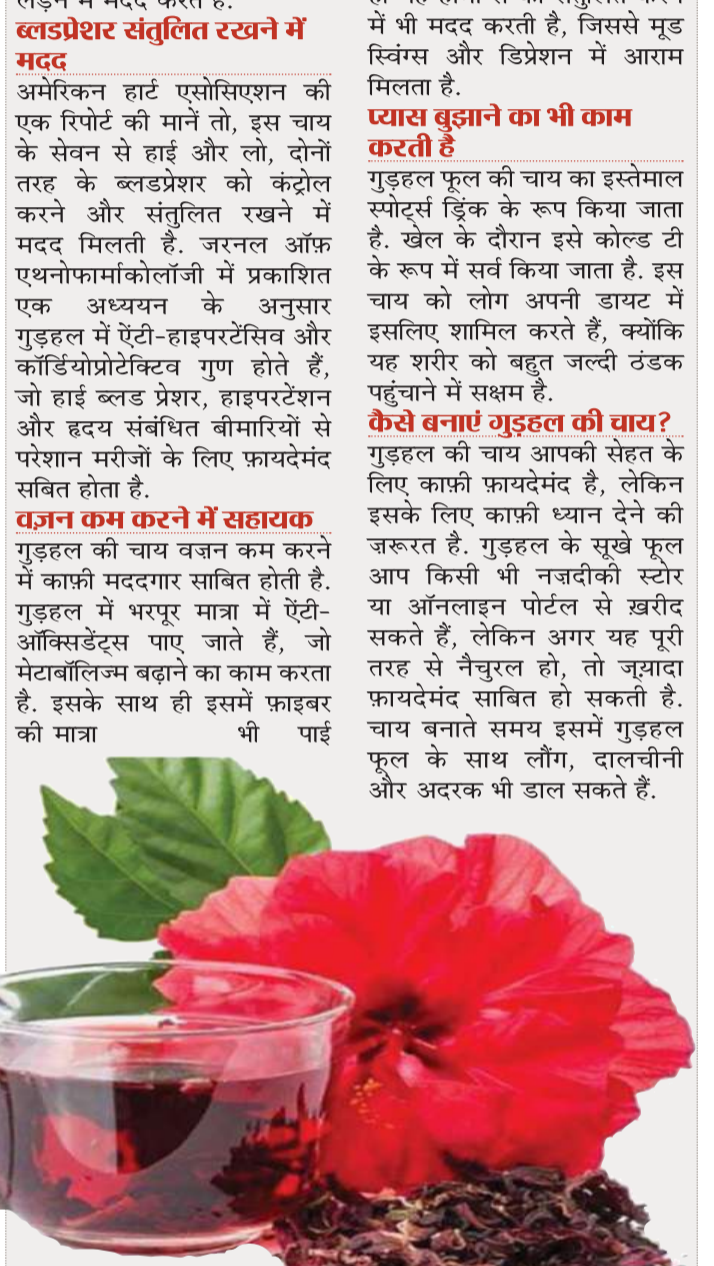 लड़ने में मदद करते हैं.
ब्लडप्रेशर संतुलित रखने में
मदद
अमेरिकन हार्ट एसोसिएशन की
एक रिपोर्ट की मानें तो, इस चाय
के सेवन से हाई और लो, दोनों
तरह के ब्लडप्रेशर को कंट्रोल
करने और संतुलित रखने में
मदद मिलती है. जरनल ऑफ़
एथनोफार्माकोलॉजी में प्रकाशित
एक अध्ययन के अनुसार
गुड़हल में ऐंटी-हाइपरटेंसिव और
कॉर्डियोप्रोटेक्टिव गुण होते हैं,
जो हाई ब्लड प्रेशर, हाइपरटेंशन
और हृदय संबंधित बीमारियों से
परेशान मरीजों के लिए फ़ायदेमंद
सबित होता है.
वज़न कम करने में सहायक
गुड़हल की चाय वज़न कम करने
में काफ़ी मददगार साबित होती है.
गुड़हल में भरपूर मात्रा में ऐंटी-
ऑक्सिडेंट्स पाए जाते हैं, जो
मेटाबॉलिज्म बढ़ाने का काम करता
है. इसके साथ ही इसमें फ़ाइबर
की मात्रा भी पाई
में भी मदद करती है, जिससे मूड
स्विंग्स और डिप्रेशन में आराम
मिलता है.
प्यास बुझाने का भी काम
करती है
गुड़हल फूल की चाय का इस्तेमाल
स्पोर्ट्स ड्रिंक के रूप किया जाता
है. खेल के दौरान इसे कोल्ड टी
के रूप में सर्व किया जाता है. इस
चाय को लोग अपनी डायट में
इसलिए शामिल करते हैं, क्योंकि
यह शरीर को बहुत जल्दी ठंडक
पहुंचाने में सक्षम है.
कैसे बनाएं गुड़हल की चाय?
गुड़हल की चाय आपकी सेहत के
लिए काफ़ी फ़ायदेमंद है, लेकिन
इसके लिए काफ़ी ध्यान देने की
ज़रूरत है. गुड़हल के सूखे फूल
आप किसी भी नज़दीकी स्टोर
या ऑनलाइन पोर्टल से ख़रीद
सकते हैं, लेकिन अगर यह पूरी
तरह से नैचुरल हो, तो ज़्यादा
फ़ायदेमंद साबित हो सकती है.
चाय बनाते समय इसमें गुड़हल
फूल के साथ लौंग, दालचीनी
और अदरक भी डाल सकते हैं.